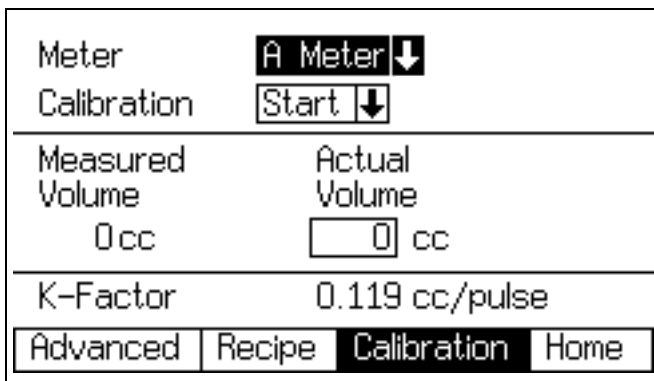 Meter A Meter
Calibration Start
Measured Actual
Volume Volume
0 cc 0 cc
K-Factor 0.119 cc/pulse
Advanced Recipe Calibration Home